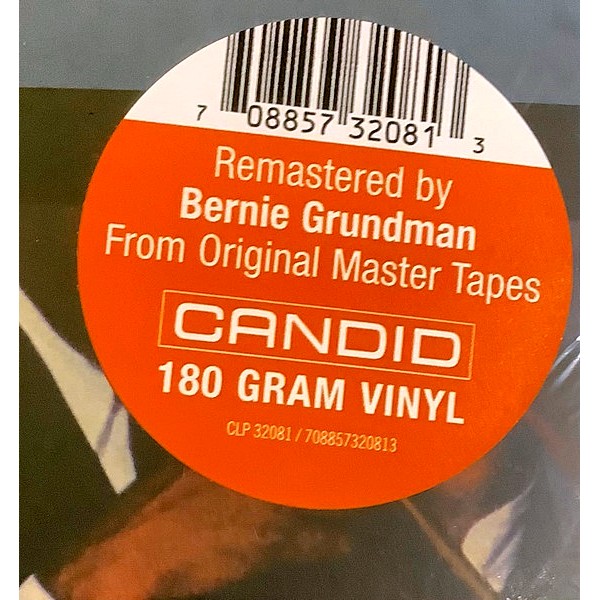 7 08857 32081 3
Remastered by
Bernie Grundman
From Original Master Tapes
CANDID
180 GRAM VINYL
CLP 32081 / 708857320813